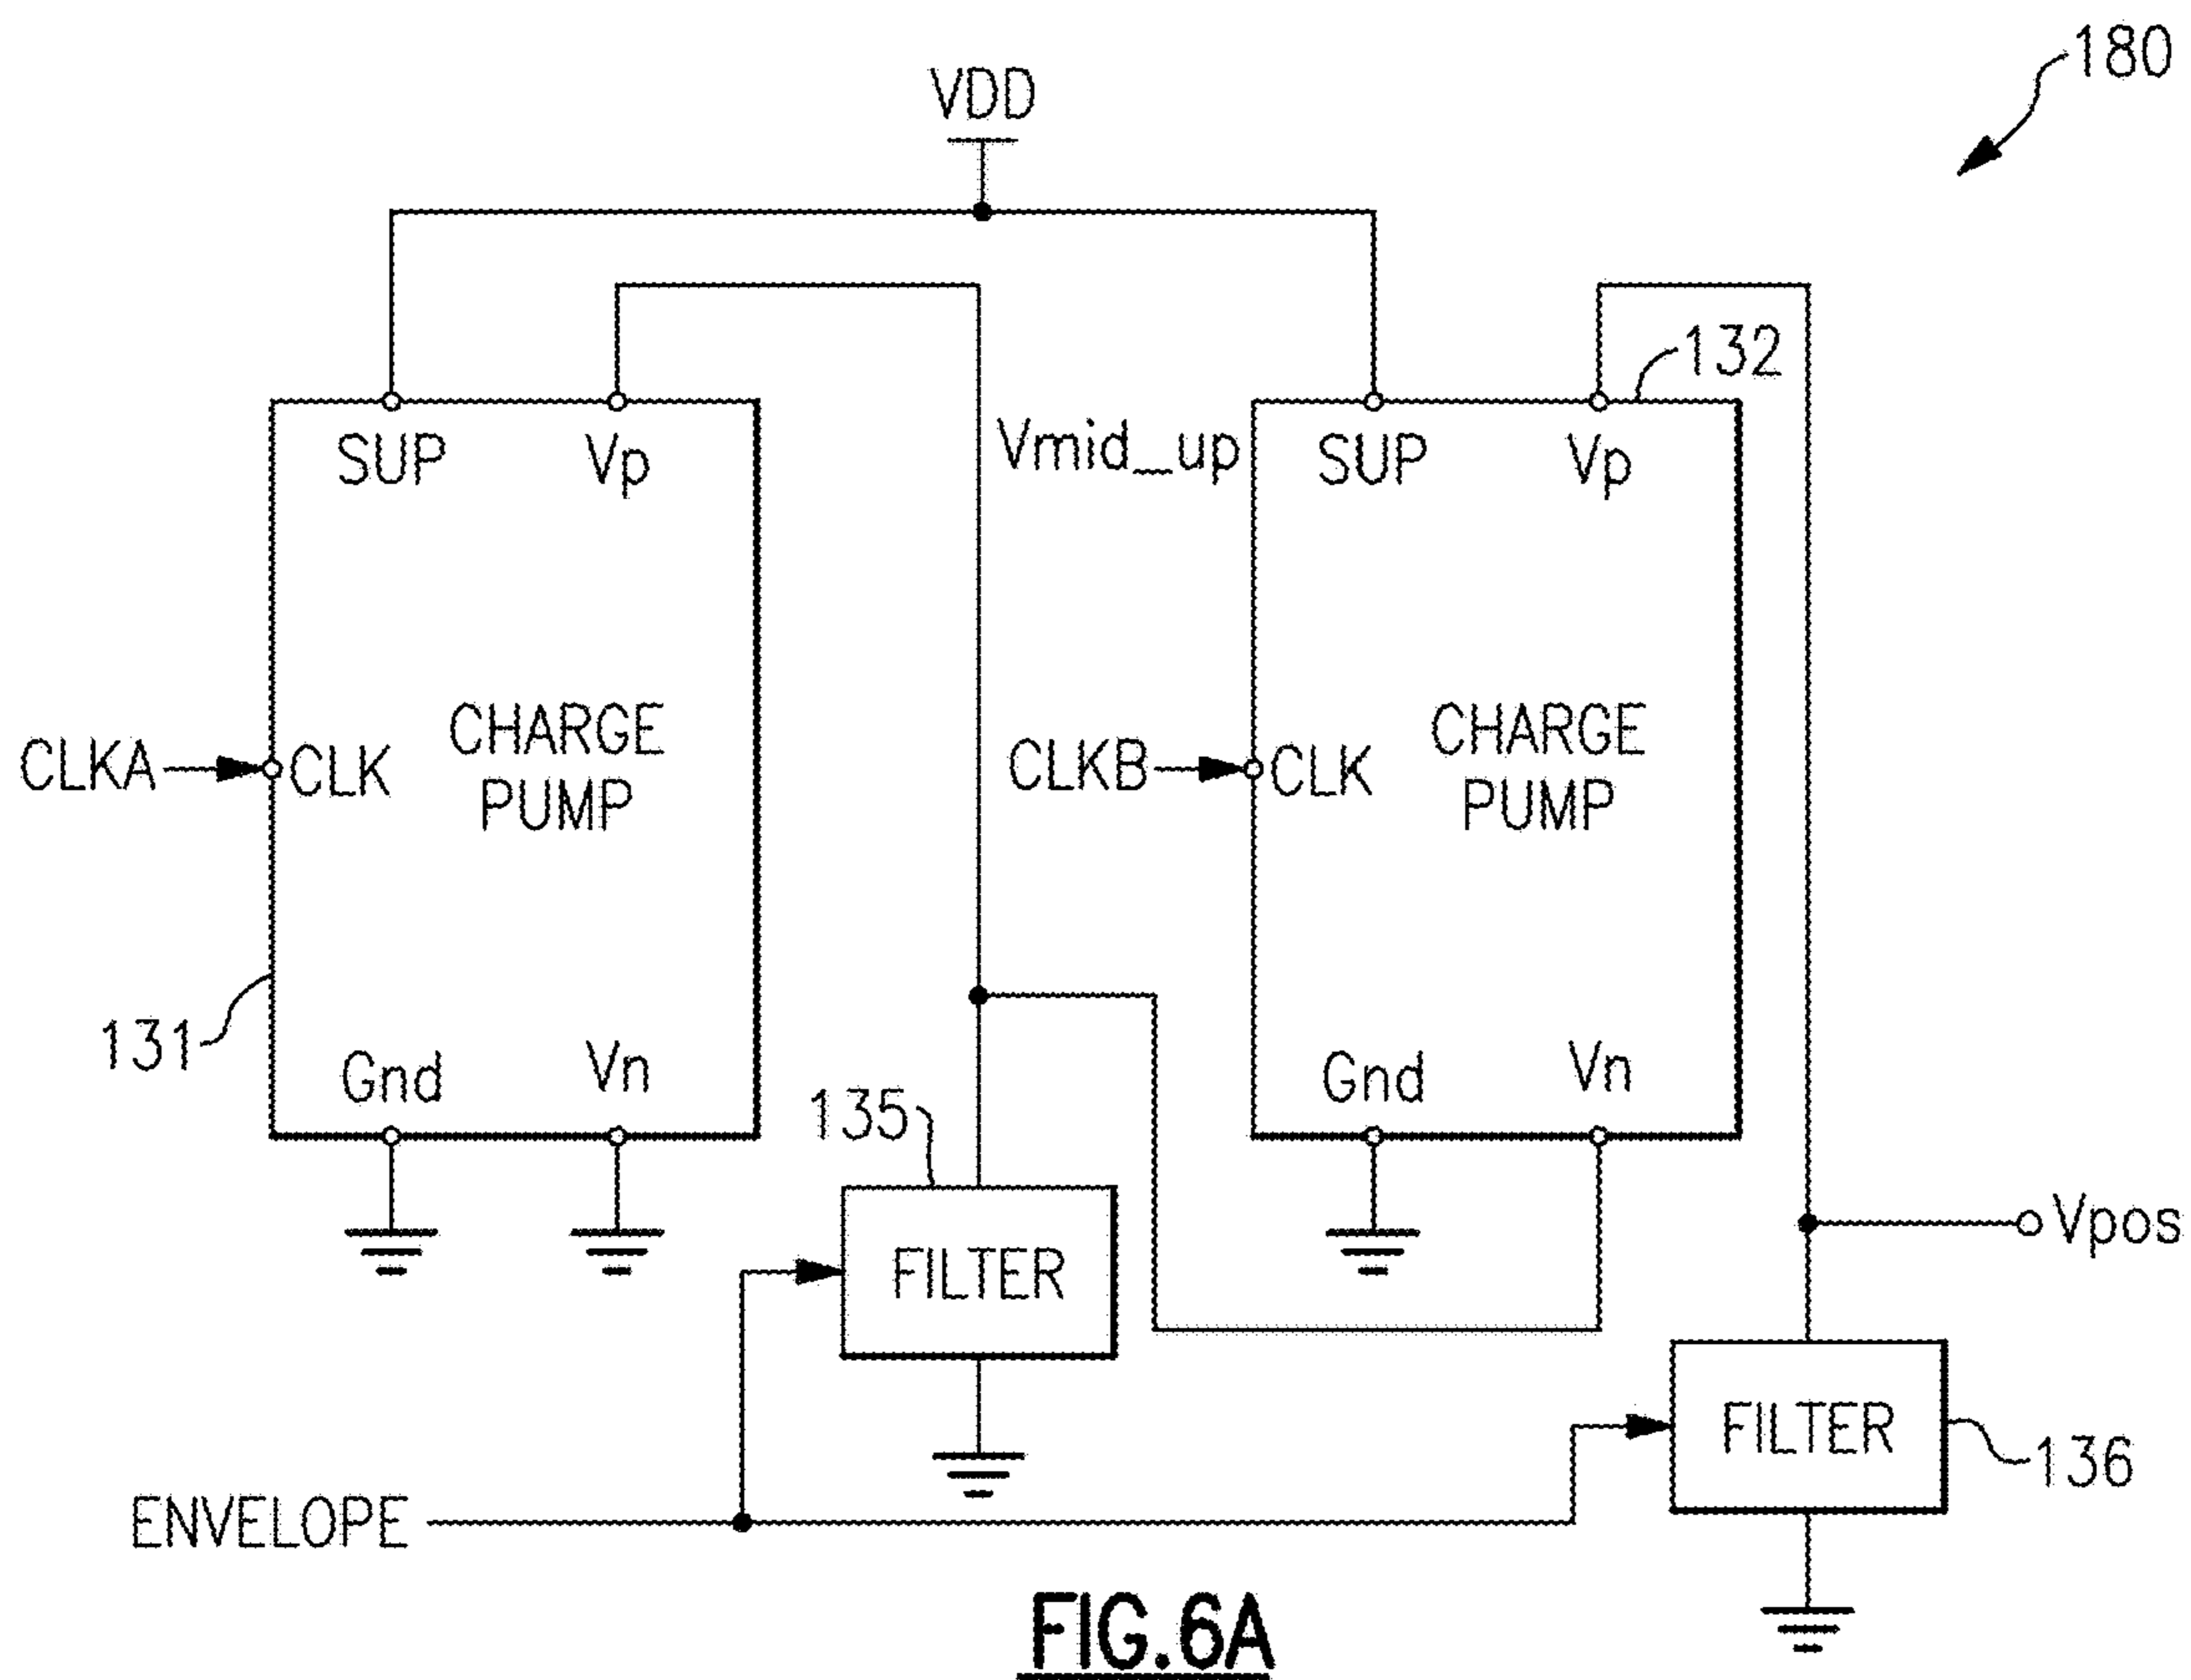 180
VDD
132
SUP
Vp
Vmid_up
SUP
Vp
CHARGE
PUMP
CLKA
CLK
CHARGE
PUMP
CLKB
CLK
131
Gnd
Vn
135
Gnd
Vn
FILTER
Vpos
FILTER
136
ENVELOPE
FIG.6A